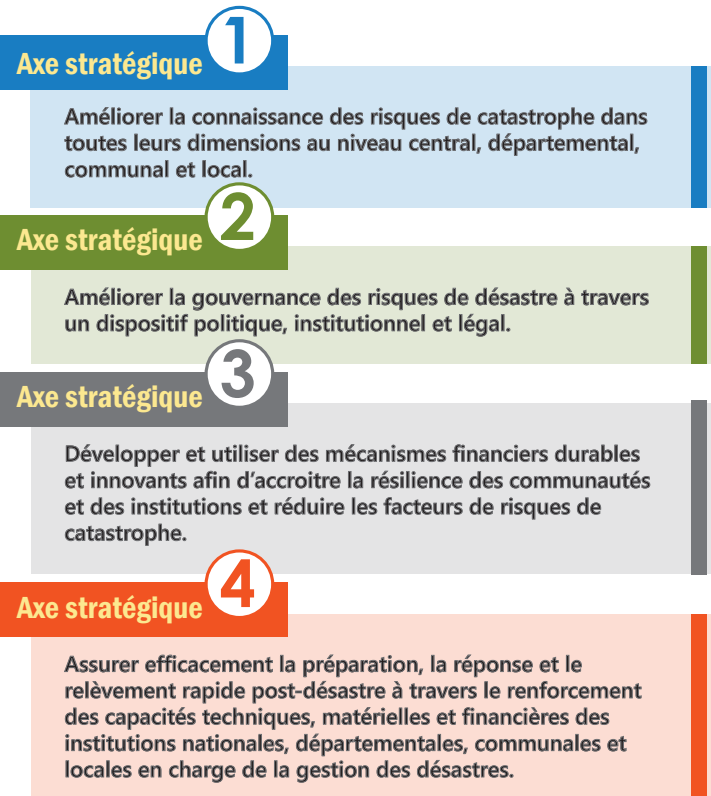 Axe stratégique 1
Améliorer la connaissance des risques de catastrophe dans
toutes leurs dimensions au niveau central, départemental,
communal et local.
Axe stratégique 2
Améliorer la gouvernance des risques de désastre à travers
un dispositif politique, institutionnel et légal.
Axe stratégique 3
Développer et utiliser des mécanismes financiers durables
et innovants afin d’accroitre la résilience des communautés
et des institutions et réduire les facteurs de risques de
catastrophe.
Axe stratégique 4
Assurer efficacement la préparation, la réponse et le
relèvement rapide post-désastre à travers le renforcement
des capacités techniques, matérielles et financières des
institutions nationales, départementales, communales et
locales en charge de la gestion des désastres.